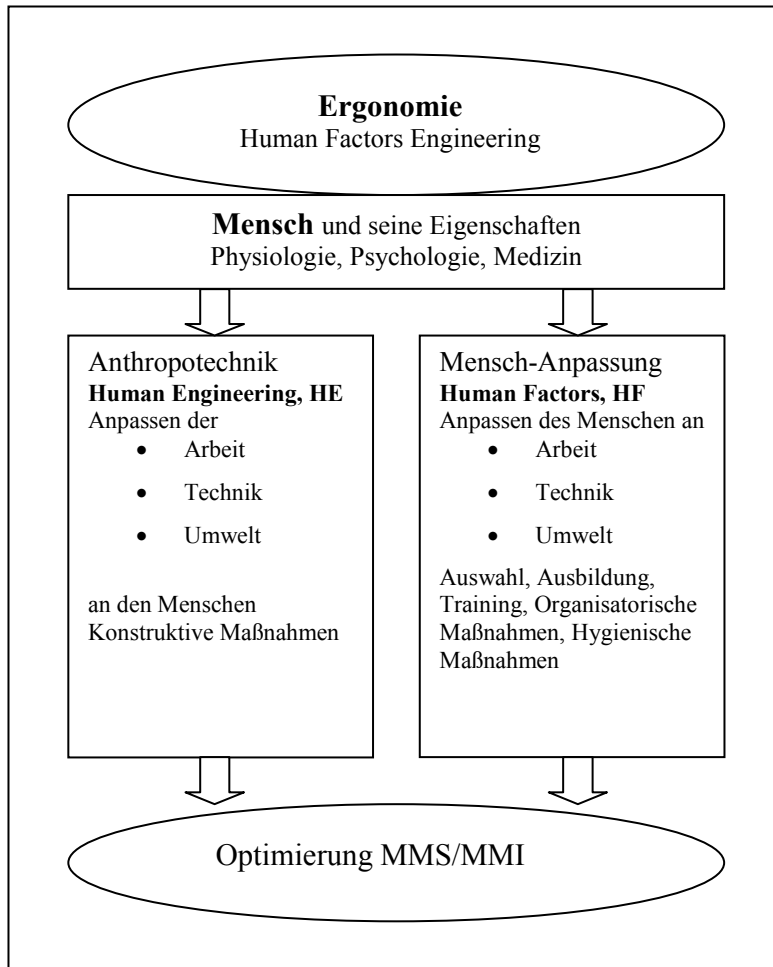 Ergonomie
Human Factors Engineering
Mensch und seine Eigenschaften
Physiologie, Psychologie, Medizin
Anthropotechnik
Human Engineering, HE
Anpassen der
• Arbeit
• Technik
• Umwelt
an den Menschen
Konstruktive Maßnahmen
Mensch-Anpassung
Human Factors, HF
Anpassen des Menschen an
• Arbeit
• Technik
• Umwelt
Auswahl, Ausbildung,
Training, Organisatorische
Maßnahmen, Hygienische
Maßnahmen
Optimierung MMS/MMI